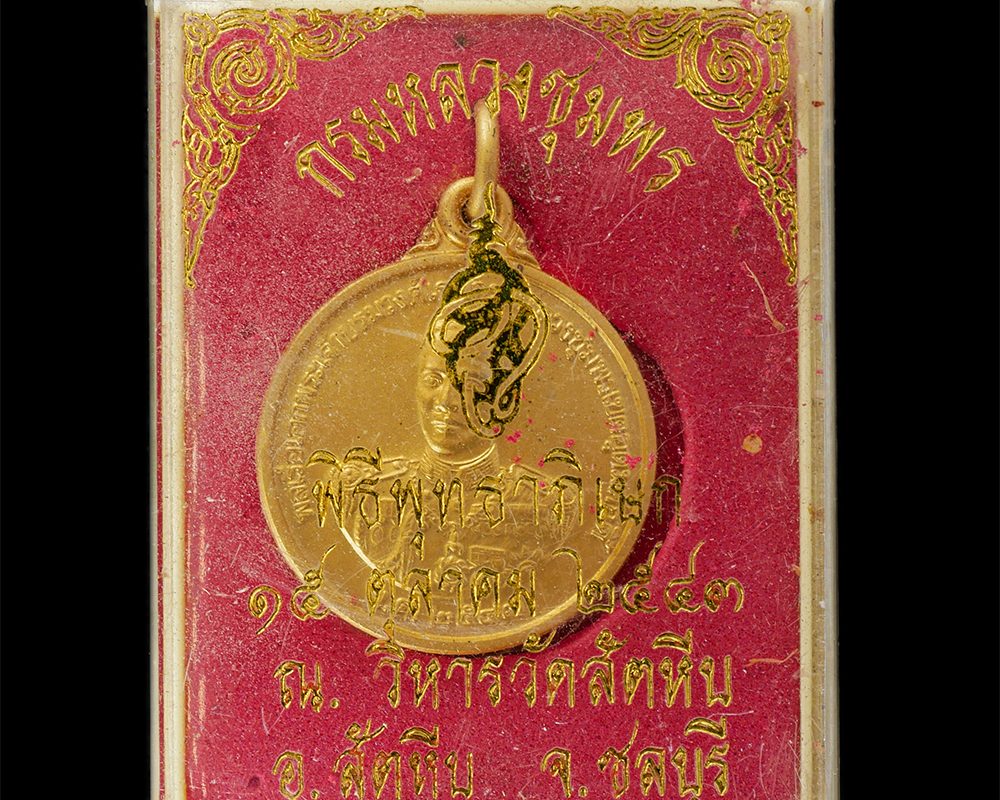 กรมหลวงชุมพร
พิธีพุทธาภิเษก
๑๕ ตุลาคม ๒๕๔๓
ณ. วิหารวัดสัตหีบ
อ. สัตหีบ จ. ชลบุรี